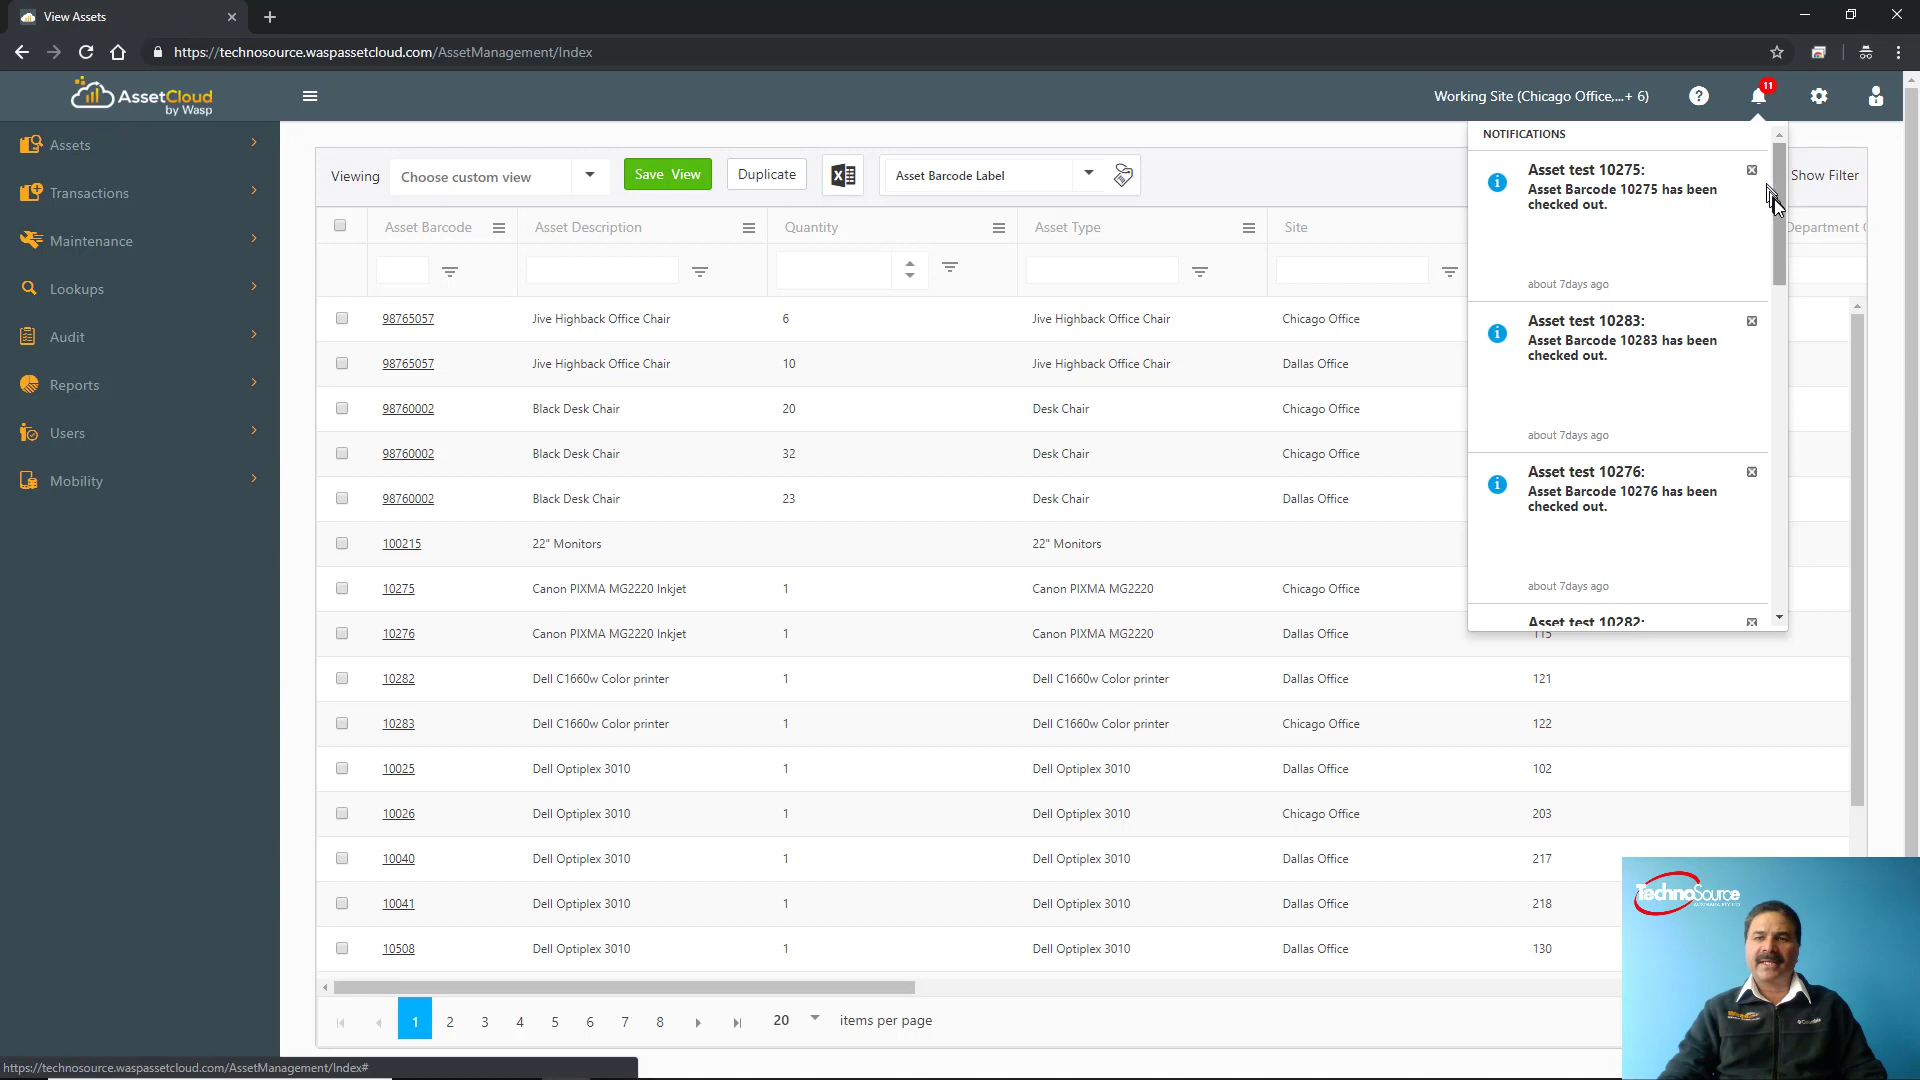 View Assets
https://technosource.waspassetcloud.com/AssetManagement/Index
AssetCloud
by Wasp
Working Site (Chicago Office,...+ 6)
?
11
Assets
Transactions
Maintenance
Lookups
Audit
Reports
Users
Mobility
Viewing
Choose custom view
Save View
Duplicate
Asset Barcode Label
Show Filter
Asset Barcode
Asset Description
Quantity
Asset Type
Site
Department
98765057 Jive Highback Office Chair 6 Jive Highback Office Chair Chicago Office
98765057 Jive Highback Office Chair 10 Jive Highback Office Chair Dallas Office
98760002 Black Desk Chair 20 Desk Chair Chicago Office
98760002 Black Desk Chair 32 Desk Chair Chicago Office
98760002 Black Desk Chair 23 Desk Chair Dallas Office
100215 22" Monitors 22" Monitors
10275 Canon PIXMA MG2220 Inkjet 1 Canon PIXMA MG2220 Chicago Office
10276 Canon PIXMA MG2220 Inkjet 1 Canon PIXMA MG2220 Dallas Office 115
10282 Dell C1660w Color printer 1 Dell C1660w Color printer Dallas Office 121
10283 Dell C1660w Color printer 1 Dell C1660w Color printer Chicago Office 122
10025 Dell Optiplex 3010 1 Dell Optiplex 3010 Dallas Office 102
10026 Dell Optiplex 3010 1 Dell Optiplex 3010 Chicago Office 203
10040 Dell Optiplex 3010 1 Dell Optiplex 3010 Dallas Office 217
10041 Dell Optiplex 3010 1 Dell Optiplex 3010 Dallas Office 218
10508 Dell Optiplex 3010 1 Dell Optiplex 3010 Dallas Office 130
1 2 3 4 5 6 7 8 20 items per page
NOTIFICATIONS
Asset test 10275:
Asset Barcode 10275 has been
checked out.
about 7days ago
Asset test 10283:
Asset Barcode 10283 has been
checked out.
about 7days ago
Asset test 10276:
Asset Barcode 10276 has been
checked out.
about 7days ago
Asset test 10282:
TechnoSource
AUSTRALIA PTY LTD
Columbia
https://technosource.waspassetcloud.com/AssetManagement/Index#